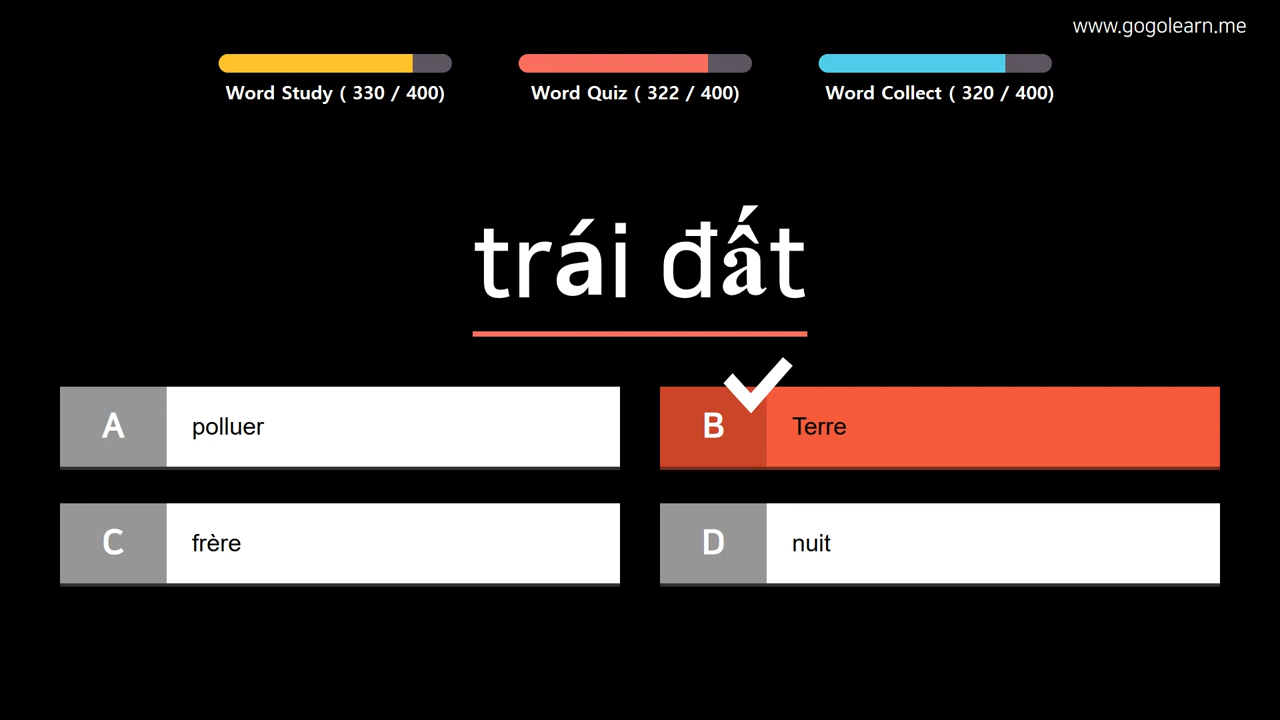 www.gogolearn.me
Word Study ( 330 / 400)
Word Quiz ( 322 / 400)
Word Collect ( 320 / 400)
trái đất
A polluer
B Terre
C frère
D nuit